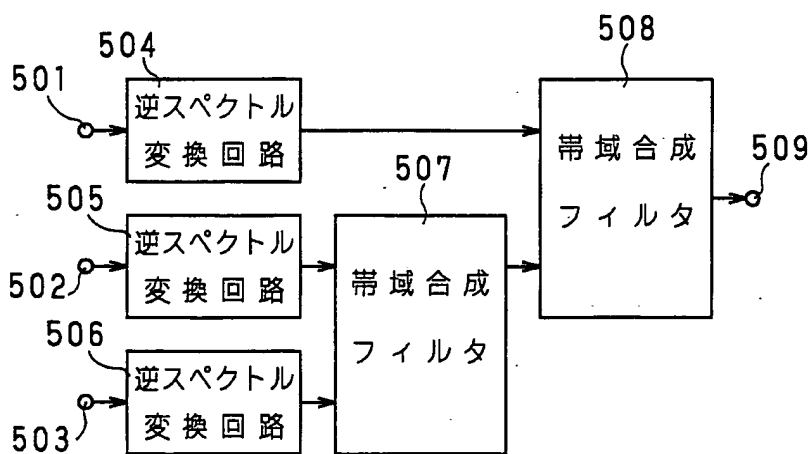 504
508
501
逆スペクトル
変換回路
帯域合成
フィルタ
509
507
505
逆スペクトル
変換回路
502
帯域合成
フィルタ
506
逆スペクトル
変換回路
503